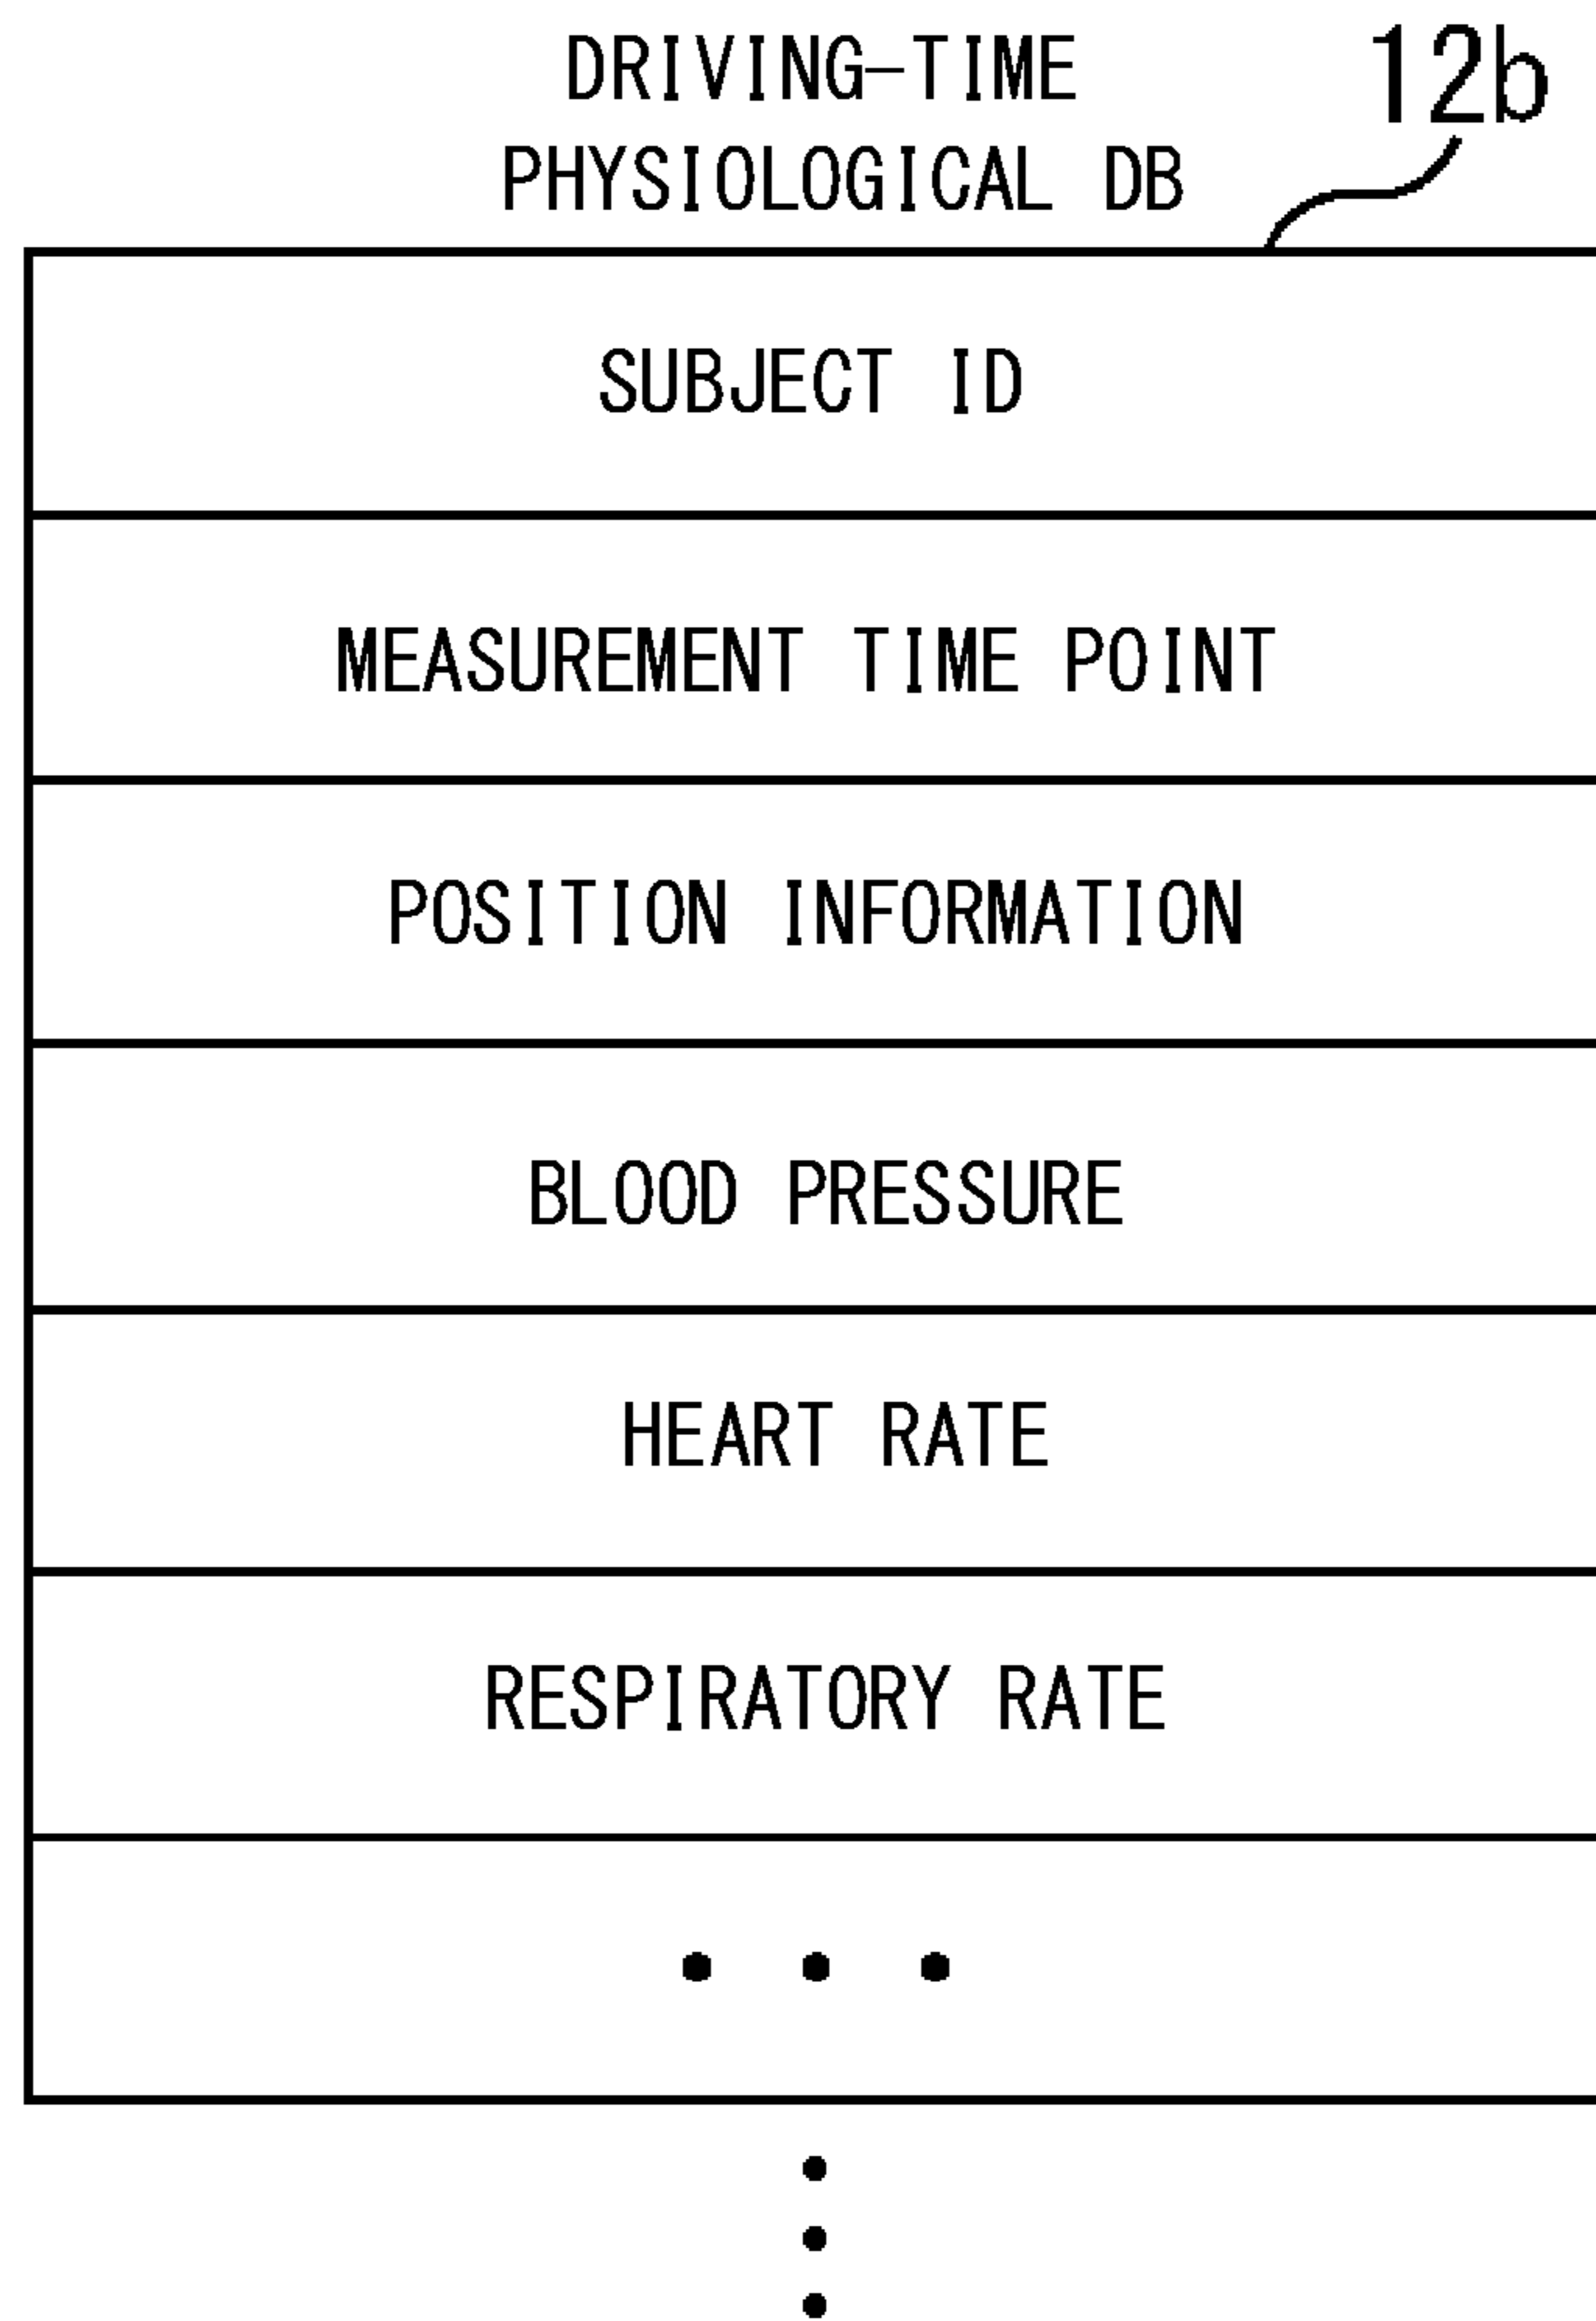 DRIVING-TIME
PHYSIOLOGICAL DB
12b
SUBJECT ID
MEASUREMENT TIME POINT
POSITION INFORMATION
BLOOD PRESSURE
HEART RATE
RESPIRATORY RATE
• • •